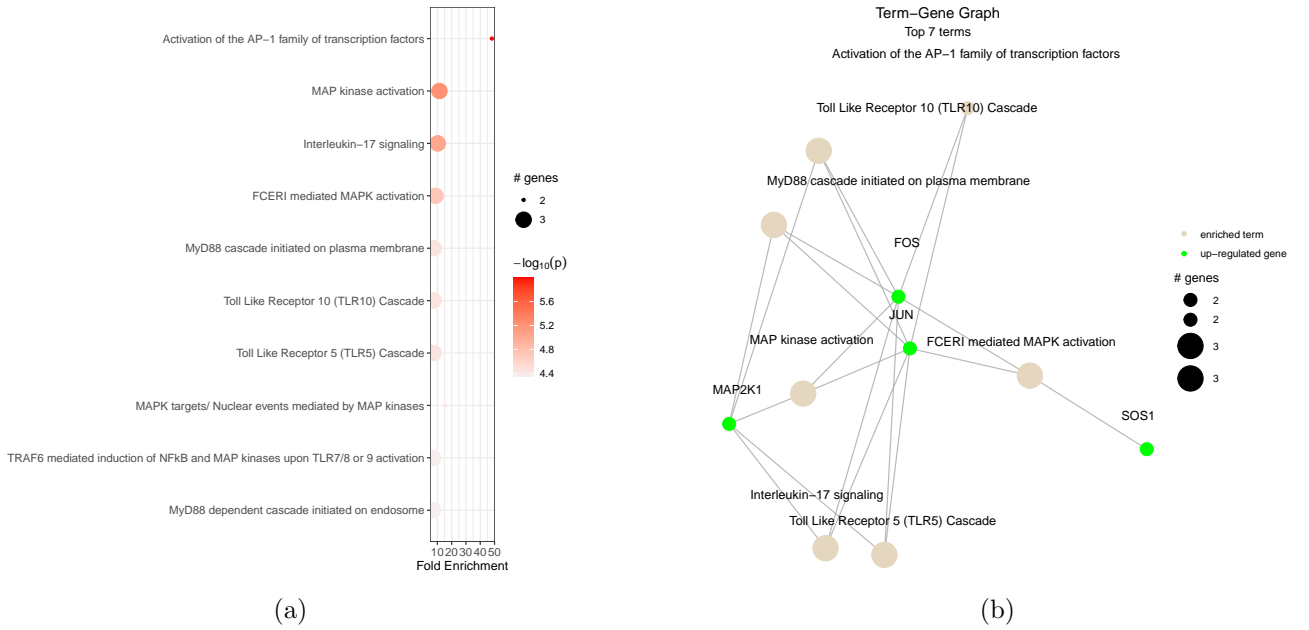 Activation of the AP−1 family of transcription factors
MAP kinase activation
Interleukin−17 signaling
FCERI mediated MAPK activation
MyD88 cascade initiated on plasma membrane
Toll Like Receptor 10 (TLR10) Cascade
Toll Like Receptor 5 (TLR5) Cascade
MAPK targets/ Nuclear events mediated by MAP kinases
TRAF6 mediated induction of NFkB and MAP kinases upon TLR7/8 or 9 activation
MyD88 dependent cascade initiated on endosome
10 20 30 40 50
Fold Enrichment
# genes
2
3
−log10(p)
5.6
5.2
4.8
4.4
(a)
Term−Gene Graph
Top 7 terms
Activation of the AP−1 family of transcription factors
Toll Like Receptor 10 (TLR10) Cascade
MyD88 cascade initiated on plasma membrane
FOS
JUN
MAP kinase activation
FCERI mediated MAPK activation
MAP2K1
SOS1
Interleukin−17 signaling
Toll Like Receptor 5 (TLR5) Cascade
enriched term
up−regulated gene
# genes
2
2
3
3
(b)